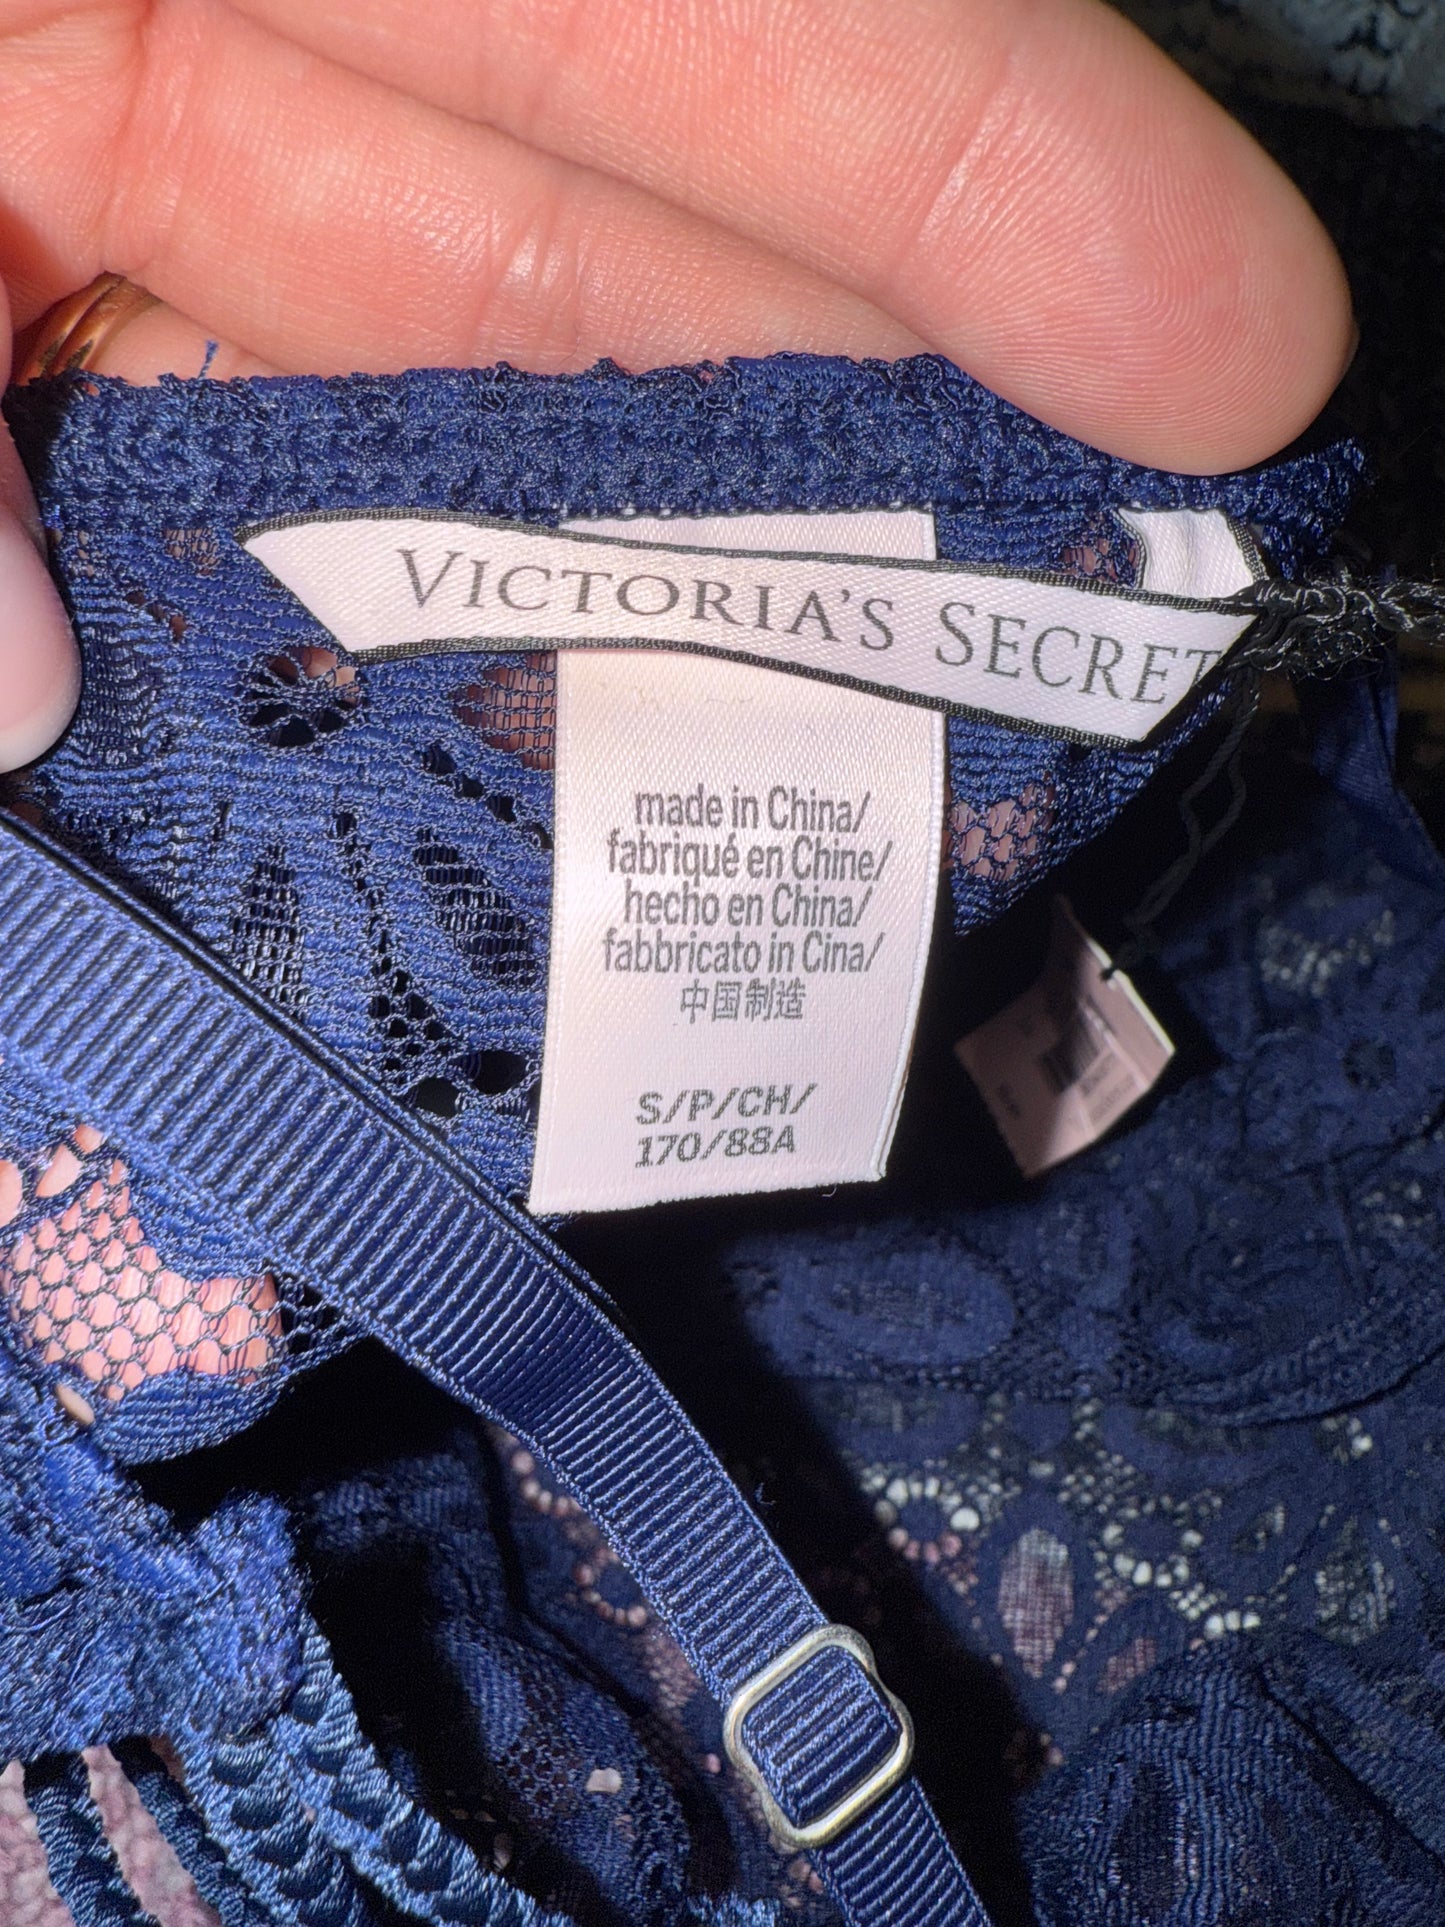 VICTORIA'S SECRET
made in China/
fabriqué en Chine/
hecho en China/
fabbricato in Cina/
中国制造
S/P/CH/
170/88A